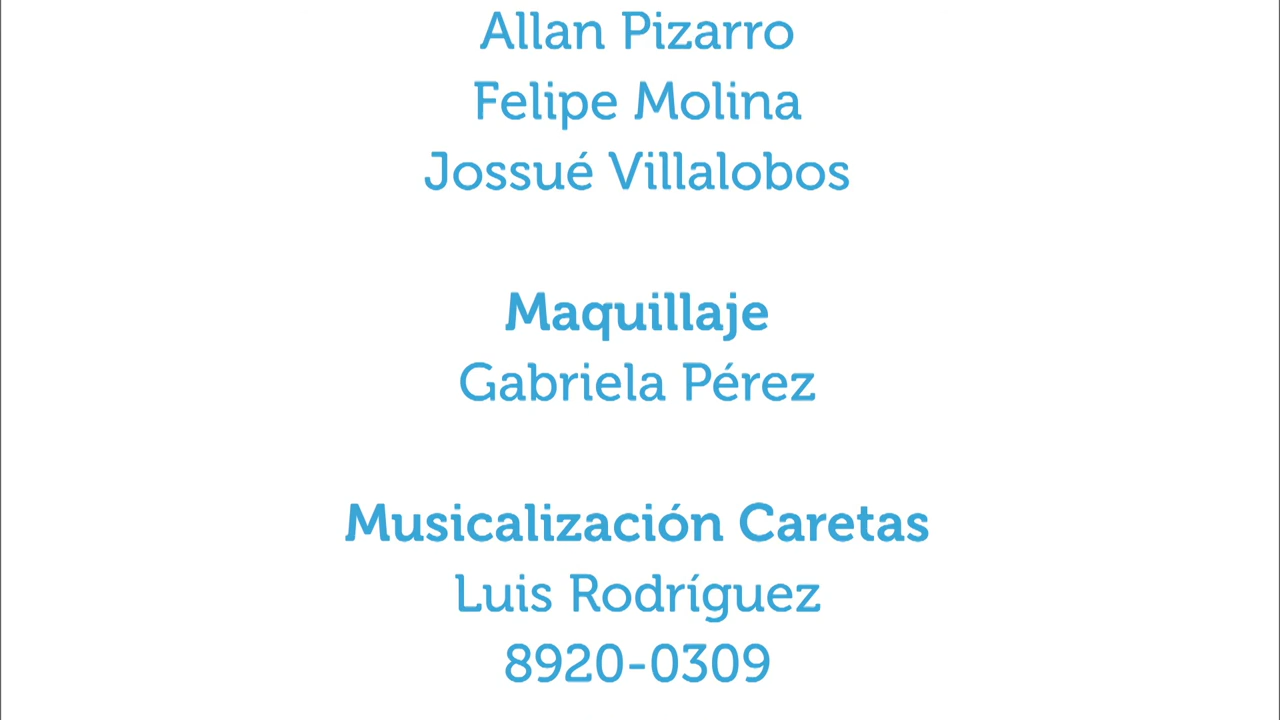 Allan Pizarro
Felipe Molina
Jossué Villalobos
Maquillaje
Gabriela Pérez
Musicalización Caretas
Luis Rodríguez
8920-0309